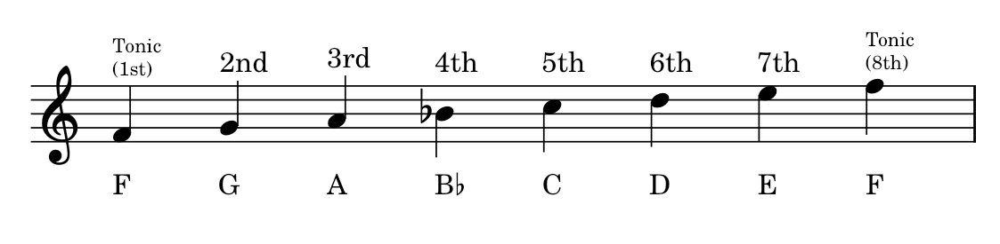 Tonic
(1st) 2nd 3rd 4th 5th 6th 7th Tonic
(8th)
F G A B♭ C D E F